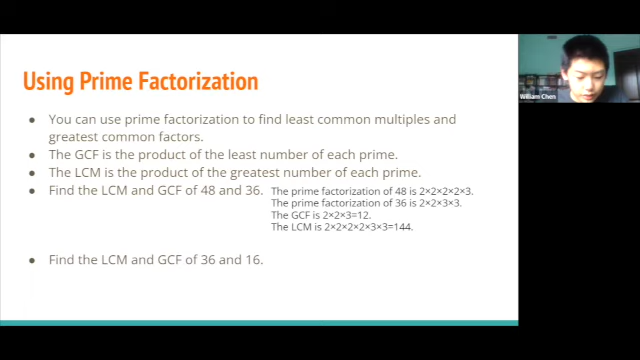 Using Prime Factorization
● You can use prime factorization to find least common multiples and
greatest common factors.
● The GCF is the product of the least number of each prime.
● The LCM is the product of the greatest number of each prime.
● Find the LCM and GCF of 48 and 36.
The prime factorization of 48 is 2×2×2×2×3.
The prime factorization of 36 is 2×2×3×3.
The GCF is 2×2×3=12.
The LCM is 2×2×2×2×3×3=144.
● Find the LCM and GCF of 36 and 16.
William Chen